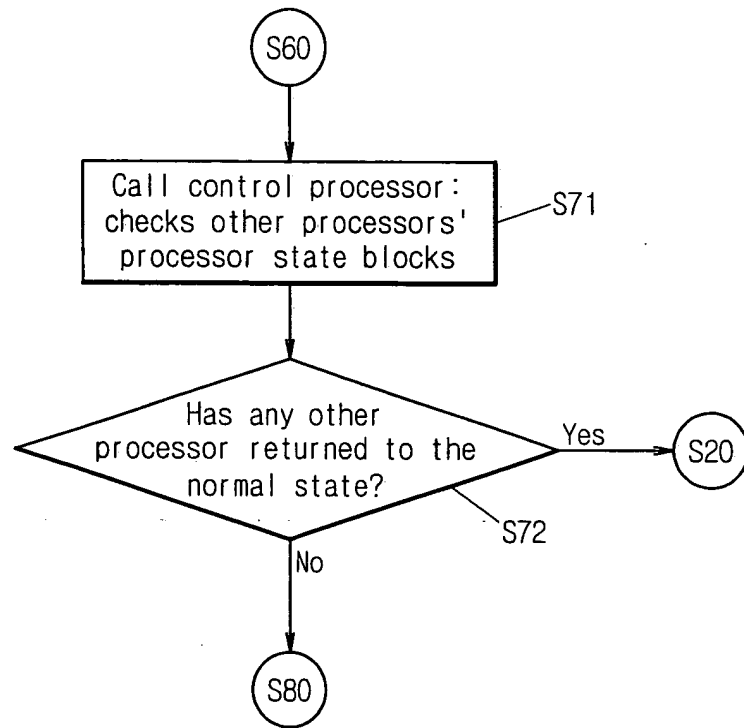 S60
Call control processor:
checks other processors'
processor state blocks
S71
Has any other
processor returned to the
normal state?
Yes
S20
S72
No
S80